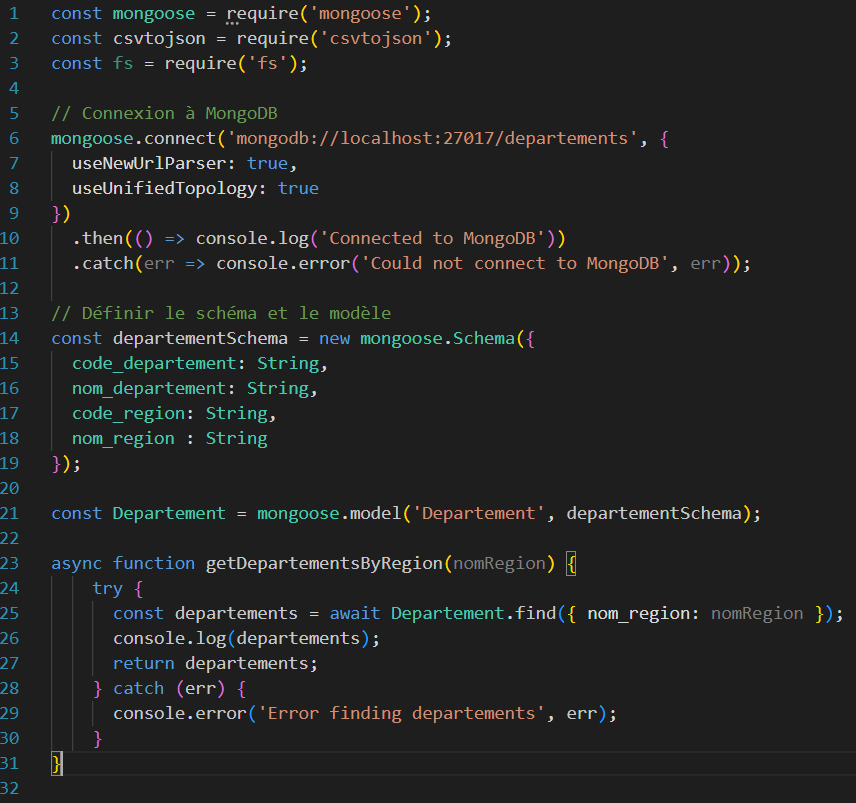 1 const mongoose = require('mongoose');
2 const csvtojson = require('csvtojson');
3 const fs = require('fs');
4
5 // Connexion à MongoDB
6 mongoose.connect('mongodb://localhost:27017/departements', {
7   useNewUrlParser: true,
8   useUnifiedTopology: true
9 })
10   .then(() => console.log('Connected to MongoDB'))
11   .catch(err => console.error('Could not connect to MongoDB', err));
12
13 // Définir le schéma et le modèle
14 const departementSchema = new mongoose.Schema({
15   code_departement: String,
16   nom_departement: String,
17   code_region: String,
18   nom_region : String
19 });
20
21 const Departement = mongoose.model('Departement', departementSchema);
22
23 async function getDepartementsByRegion(nomRegion) {
24     try {
25       const departements = await Departement.find({ nom_region: nomRegion });
26       console.log(departements);
27       return departements;
28     } catch (err) {
29       console.error('Error finding departements', err);
30     }
31 }
32